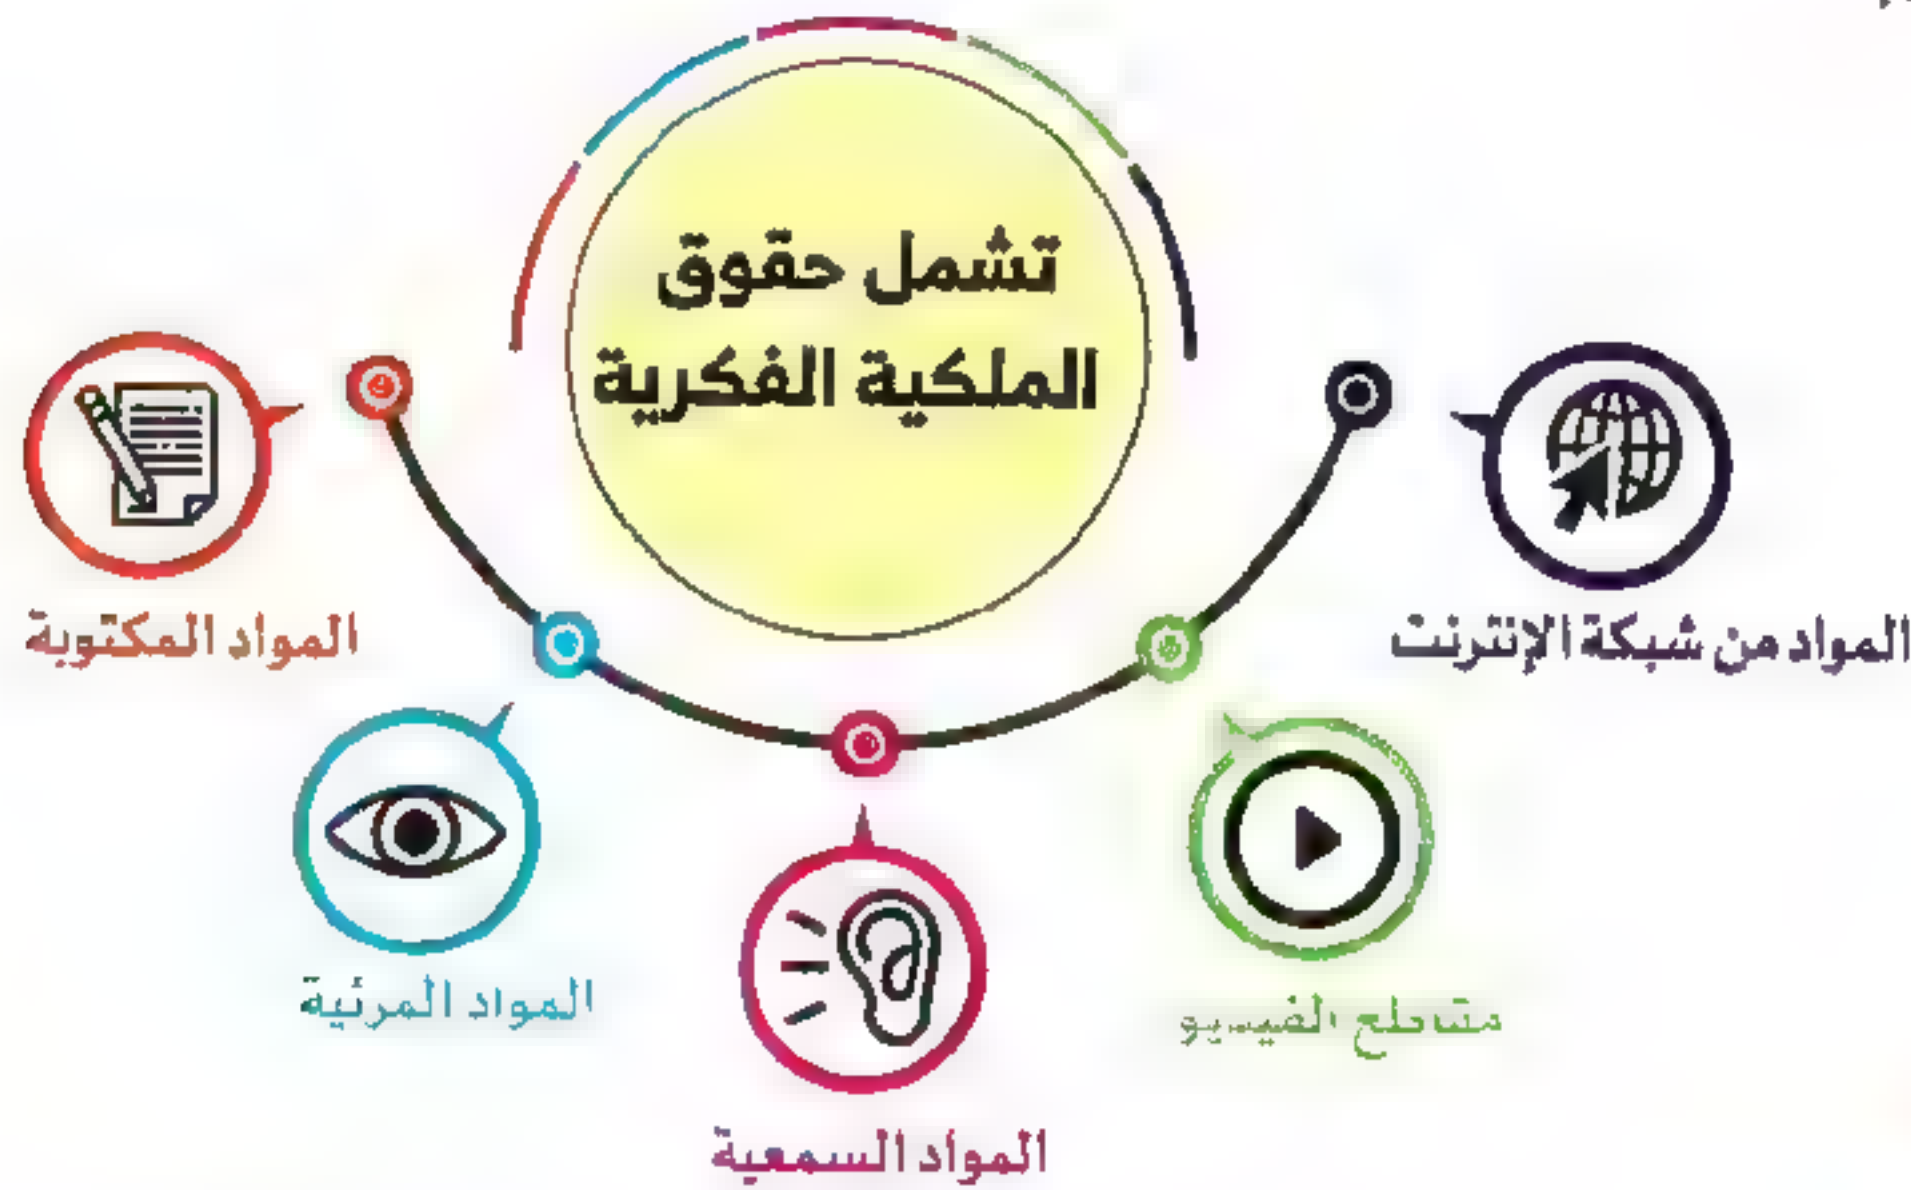 تشمل حقوق
الملكية الفكرية
المواد من شبكة الإنترنت
مقاطع الفيديو
المواد السمعية
المواد المرئية
المواد المكتوبة